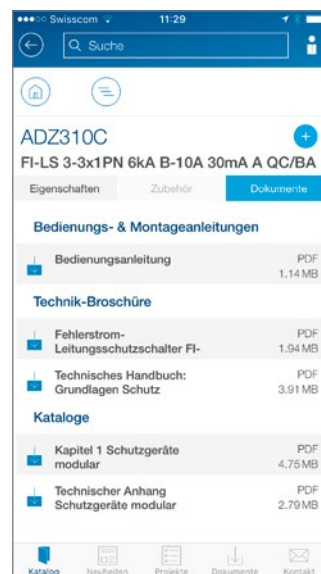 Swisscom 11:29
Suche
ADZ310C
FI-LS 3-3x1PN 6kA B-10A 30mA A QC/BA
Eigenschaften Zubehör Dokumente
Bedienungs- & Montageanleitungen
Bedienungsanleitung PDF
1.14 MB
Technik-Broschüre
Fehlerstrom- PDF
Leitungsschutzschalter FI- 1.94 MB
Technisches Handbuch: PDF
Grundlagen Schutz 3.91 MB
Kataloge
Kapitel 1 Schutzgeräte PDF
modular 4.75 MB
Technischer Anhang PDF
Schutzgeräte modular 2.79 MB
Katalog Neuheiten Projekte Dokumente Kontakt